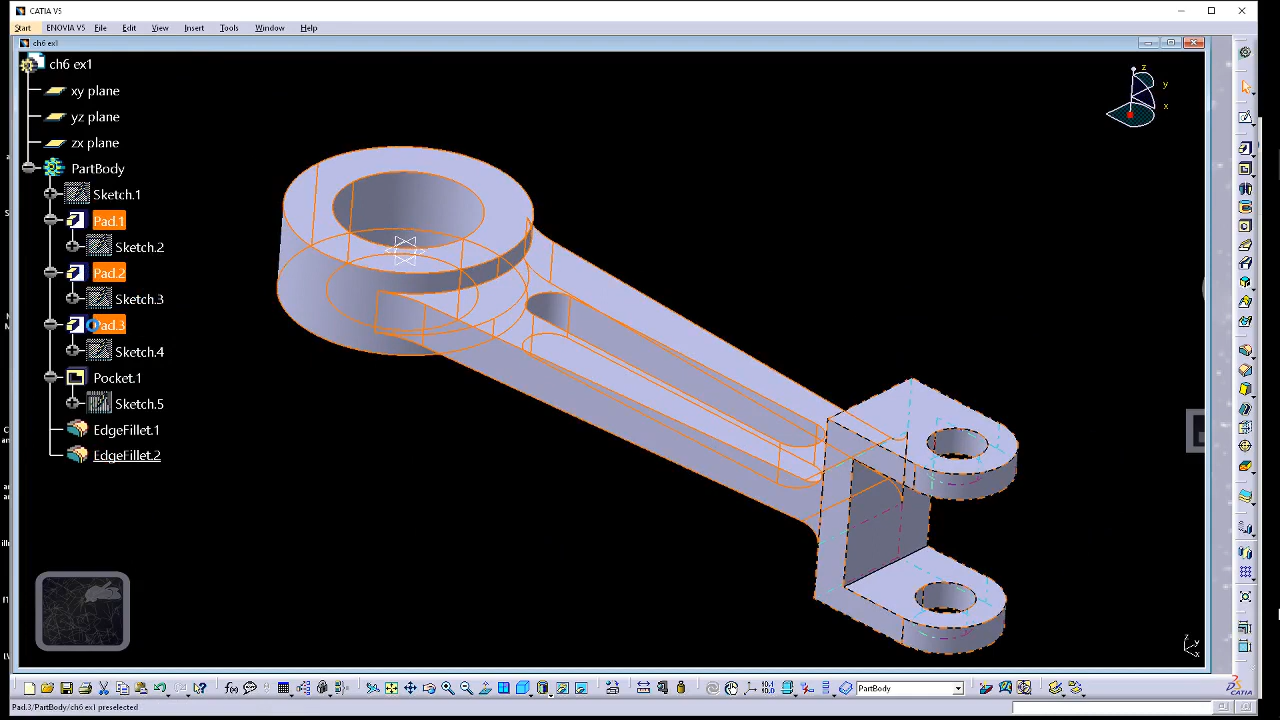 CATIA V5
Start ENOVIA V5 File Edit View Insert Tools Window Help
ch6 ex1
ch6 ex1
xy plane
yz plane
zx plane
PartBody
Sketch.1
Pad.1
Sketch.2
Pad.2
Sketch.3
Pad.3
Sketch.4
Pocket.1
Sketch.5
EdgeFillet.1
EdgeFillet.2
z
y
x
PartBody
Pad.3/PartBody/ch6 ex1 preselected